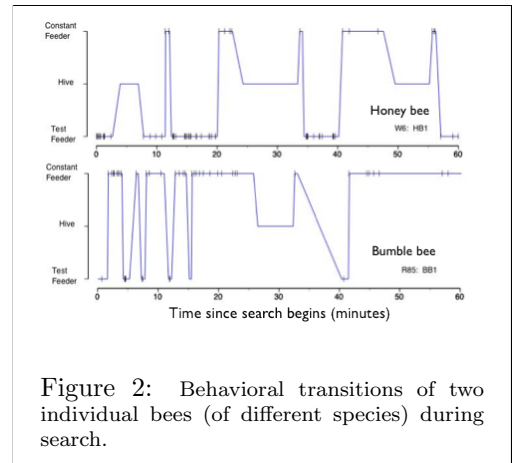 Constant
Feeder
Hive
Test
Feeder
Honey bee
W6: HB1
0 10 20 30 40 50 60
Constant
Feeder
Hive
Test
Feeder
Bumble bee
R85: BB1
0 10 20 30 40 50 60
Time since search begins (minutes)
Figure 2: Behavioral transitions of two
individual bees (of different species) during
search.